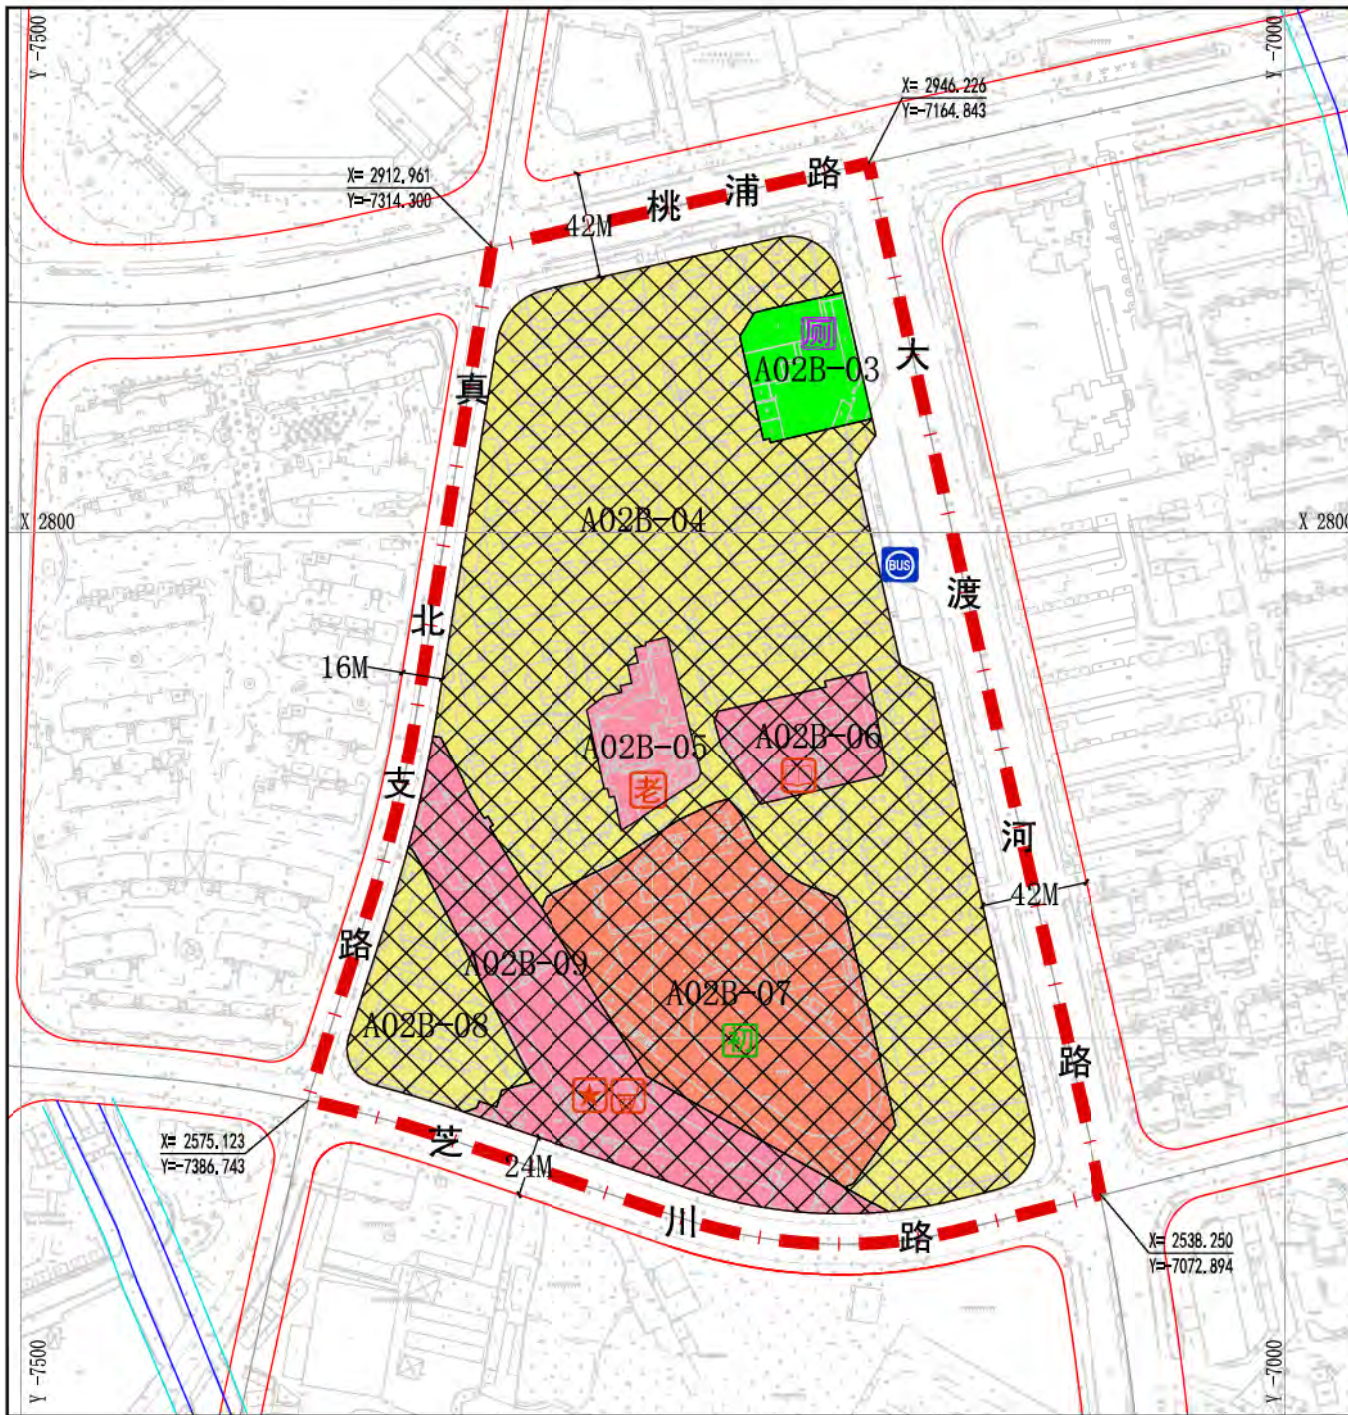 Y -7500
Y -7000
X= 2946.226
Y=-7164.843
X= 2912.961
Y=-7314.300
桃浦路
42M
厕
A02B-03
大渡河路
真北支路
A02B-04
X 2800
X 2800
BUS
16M
A02B-05
老
A02B-06
42M
A02B-09
A02B-07
初
A02B-08
芝川路
24M
X= 2575.123
Y=-7386.743
X= 2538.250
Y=-7072.894
Y -7500
Y -7000